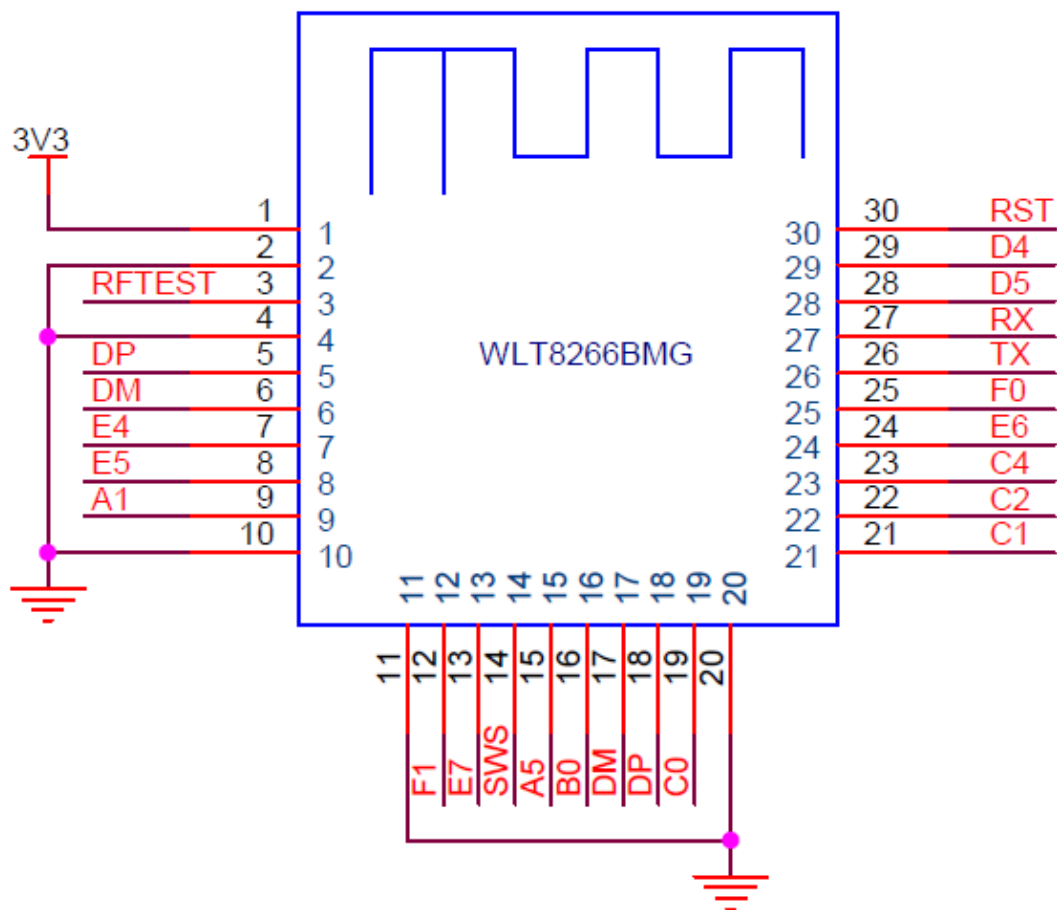 3V3
1 1 30 30 RST
2 2 29 29 D4
RFTEST 3 3 28 28 D5
4 4 27 27 RX
WLT8266BMG
DP 5 5 26 26 TX
DM 6 6 25 25 F0
E4 7 7 24 24 E6
E5 8 8 23 23 C4
A1 9 9 22 22 C2
10 10 21 21 C1
11 12 13 14 15 16 17 18 19 20
11 12 13 14 15 16 17 18 19 20
F1 E7 SWS A5 B0 DM DP C0